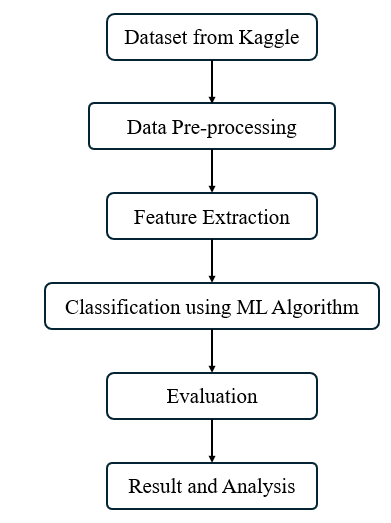 Dataset from Kaggle
Data Pre-processing
Feature Extraction
Classification using ML Algorithm
Evaluation
Result and Analysis